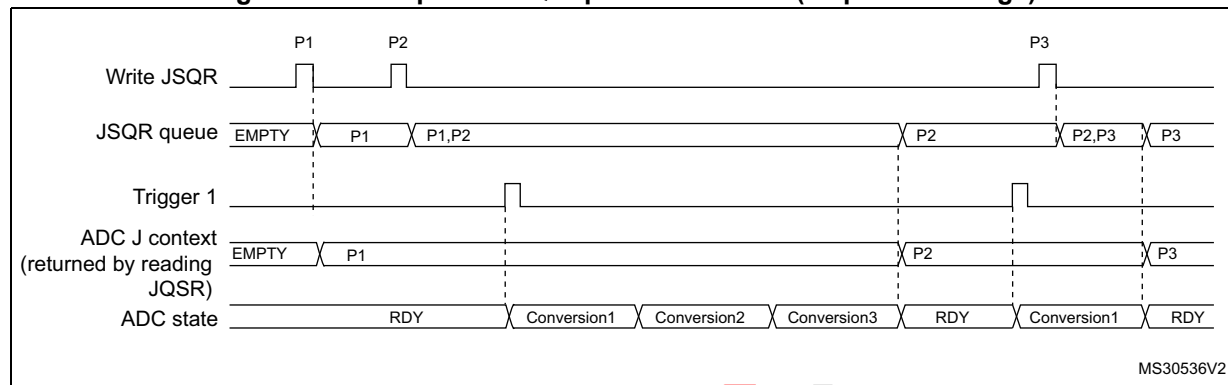 P1 P2 P3
Write JSQR
JSQR queue EMPTY P1 P1,P2 P2 P2,P3 P3
Trigger 1
ADC J context
(returned by reading EMPTY P1 P2 P3
JQSR)
ADC state RDY Conversion1 Conversion2 Conversion3 RDY Conversion1 RDY
MS30536V2